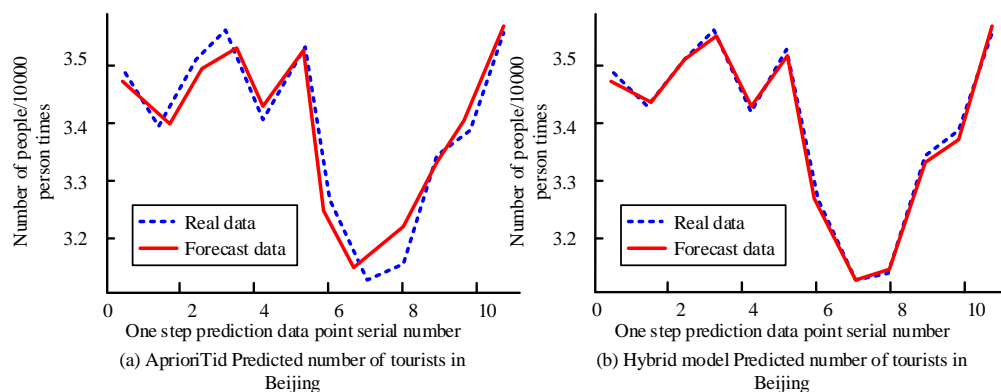 Number of people/10000
person times
3.5
3.4
3.3
3.2
Real data
Forecast data
0 2 4 6 8 10
One step prediction data point serial number
(a) AprioriTid Predicted number of tourists in
Beijing
Number of people/10000
person times
3.5
3.4
3.3
3.2
Real data
Forecast data
0 2 4 6 8 10
One step prediction data point serial number
(b) Hybrid model Predicted number of tourists in
Beijing